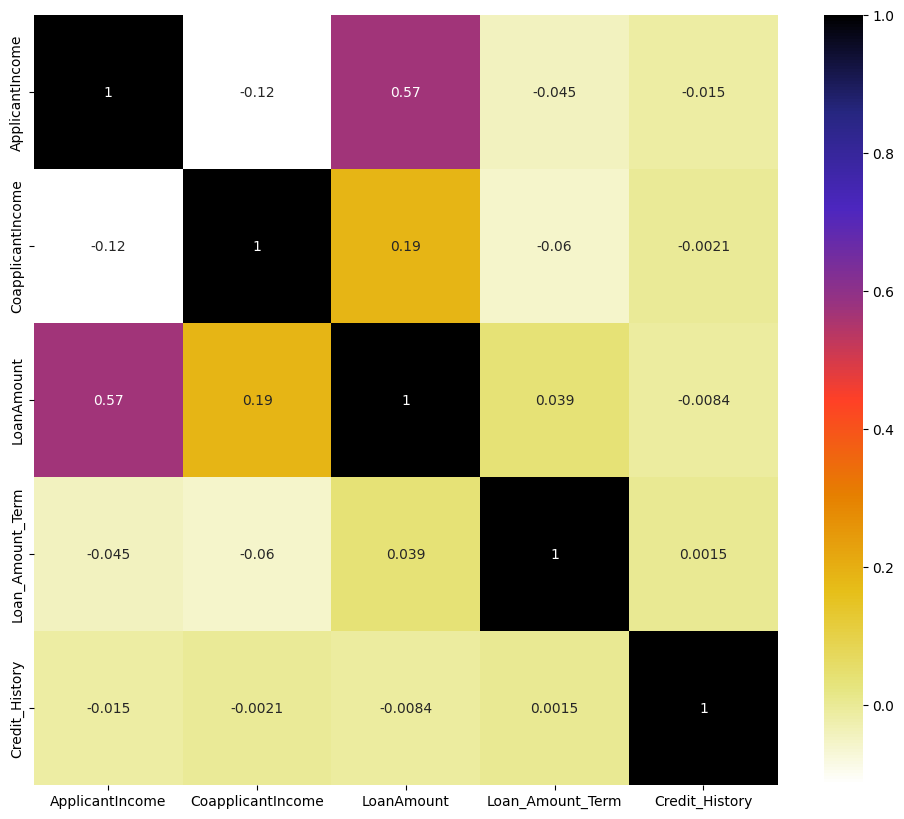 ApplicantIncome 1 -0.12 0.57 -0.045 -0.015
CoapplicantIncome -0.12 1 0.19 -0.06 -0.0021
LoanAmount 0.57 0.19 1 0.039 -0.0084
Loan_Amount_Term -0.045 -0.06 0.039 1 0.0015
Credit_History -0.015 -0.0021 -0.0084 0.0015 1
ApplicantIncome CoapplicantIncome LoanAmount Loan_Amount_Term Credit_History
1.0
0.8
0.6
0.4
0.2
0.0